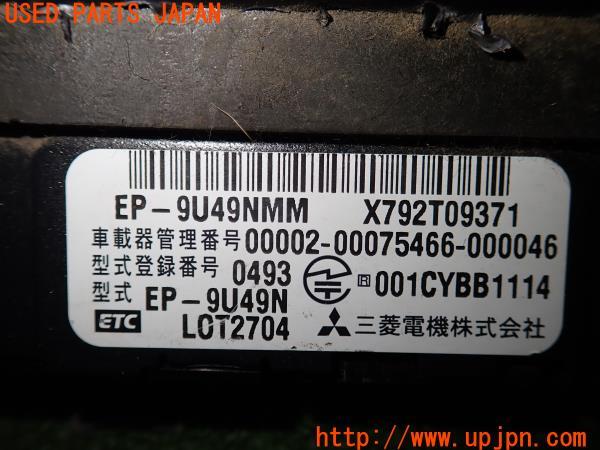 USED PARTS JAPAN
EP-9U49NMM X792T09371
車載器管理番号 00002-00075466-000046
型式登録番号 0493
R 001CYBB1114
型式 EP-9U49N
ETC LOT2704 三菱電機株式会社
UPJ
http://www.upjpn.com